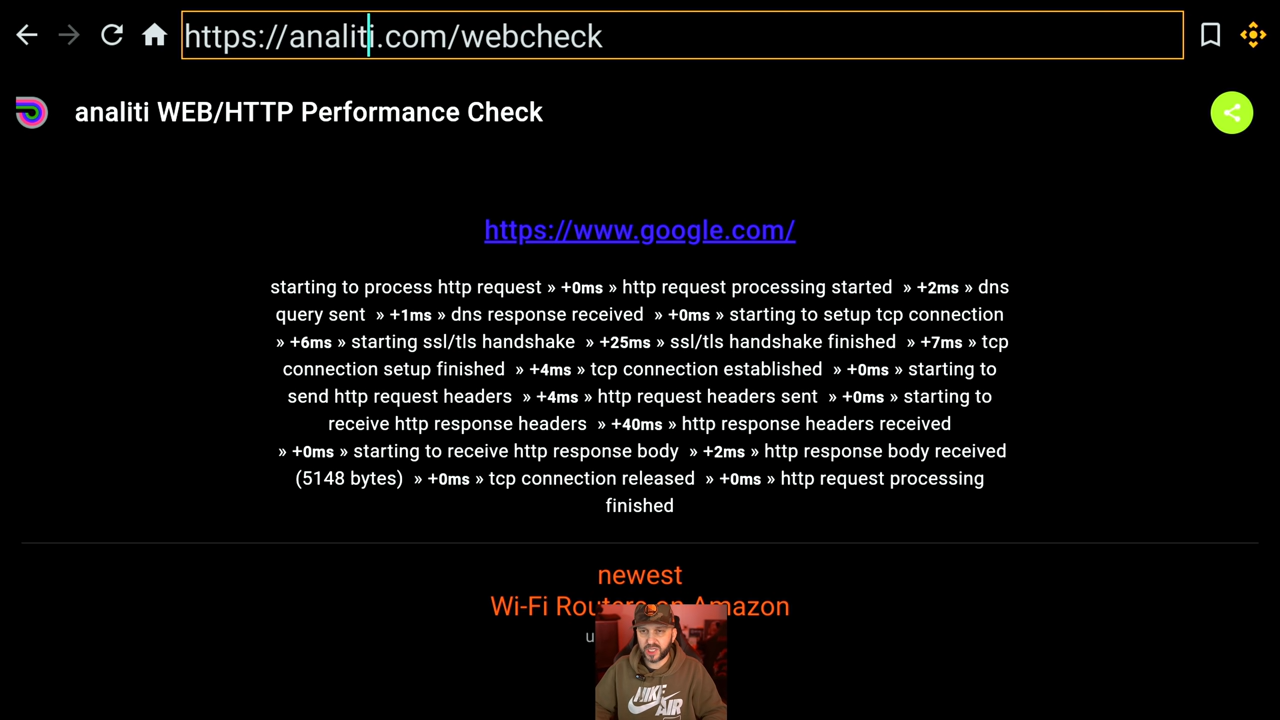 https://analiti.com/webcheck
analiti WEB/HTTP Performance Check
https://www.google.com/
starting to process http request » +0ms » http request processing started » +2ms » dns
query sent » +1ms » dns response received » +0ms » starting to setup tcp connection
» +6ms » starting ssl/tls handshake » +25ms » ssl/tls handshake finished » +7ms » tcp
connection setup finished » +4ms » tcp connection established » +0ms » starting to
send http request headers » +4ms » http request headers sent » +0ms » starting to
receive http response headers » +40ms » http response headers received
» +0ms » starting to receive http response body » +2ms » http response body received
(5148 bytes) » +0ms » tcp connection released » +0ms » http request processing
finished
newest
Wi-Fi Routers on Amazon
NIKE
AIR